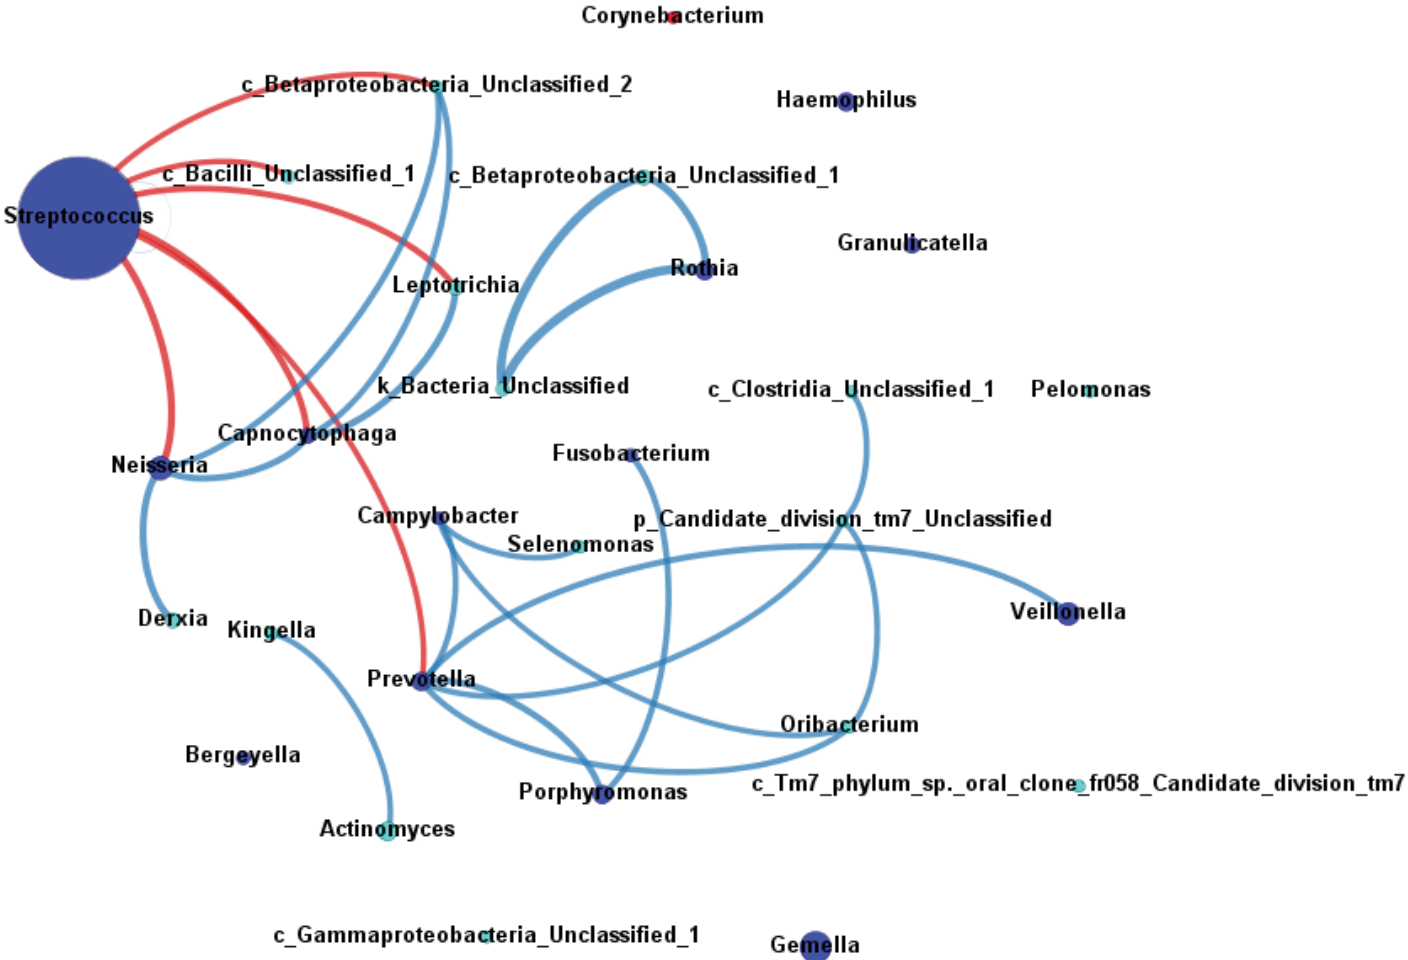 Corynebacterium
c_Betaproteobacteria_Unclassified_2
Haemophilus
c_Bacilli_Unclassified_1
c_Betaproteobacteria_Unclassified_1
Streptococcus
Granulicatella
Rothia
Leptotrichia
k_Bacteria_Unclassified
c_Clostridia_Unclassified_1
Pelomonas
Capnocytophaga
Fusobacterium
Neisseria
Campylobacter
p_Candidate_division_tm7_Unclassified
Selenomonas
Veillonella
Derxia
Kingella
Prevotella
Oribacterium
Bergeyella
c_Tm7_phylum_sp._oral_clone_fr058_Candidate_division_tm7
Porphyromonas
Actinomyces
c_Gammaproteobacteria_Unclassified_1
Gemella